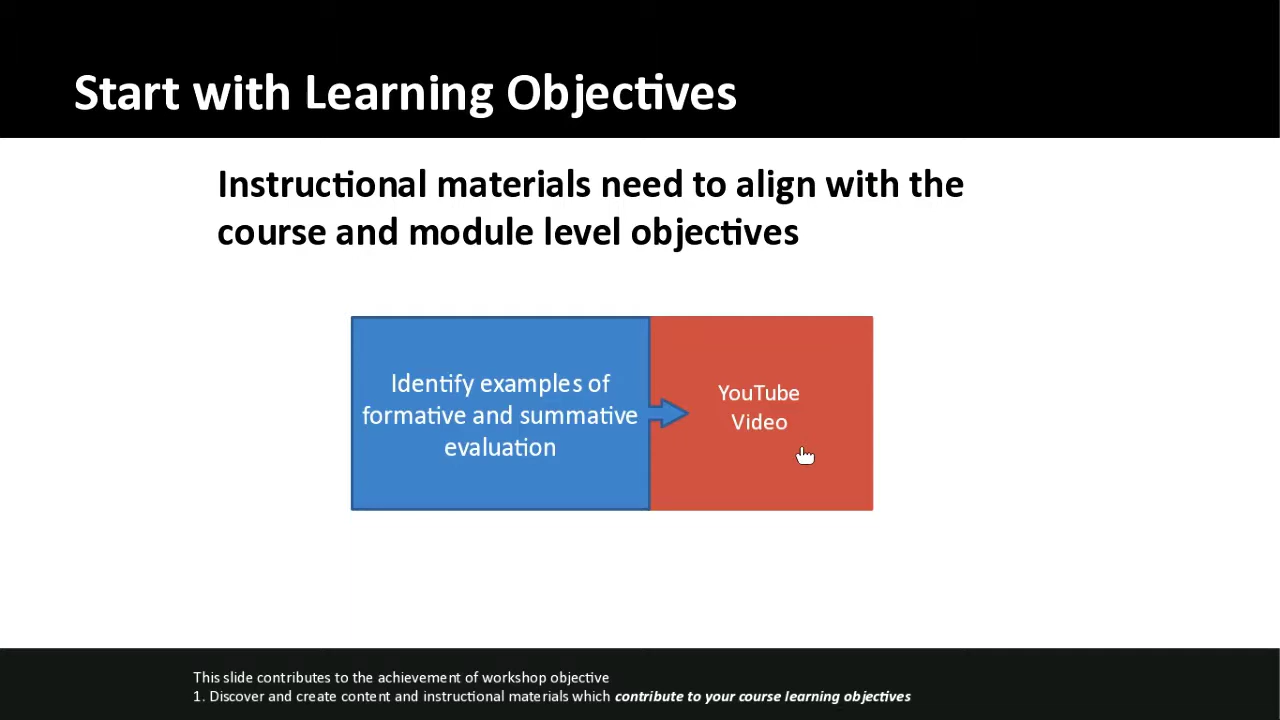 Start with Learning Objectives
Instructional materials need to align with the
course and module level objectives
Identify examples of
formative and summative
evaluation
YouTube
Video
This slide contributes to the achievement of workshop objective
1. Discover and create content and instructional materials which contribute to your course learning objectives